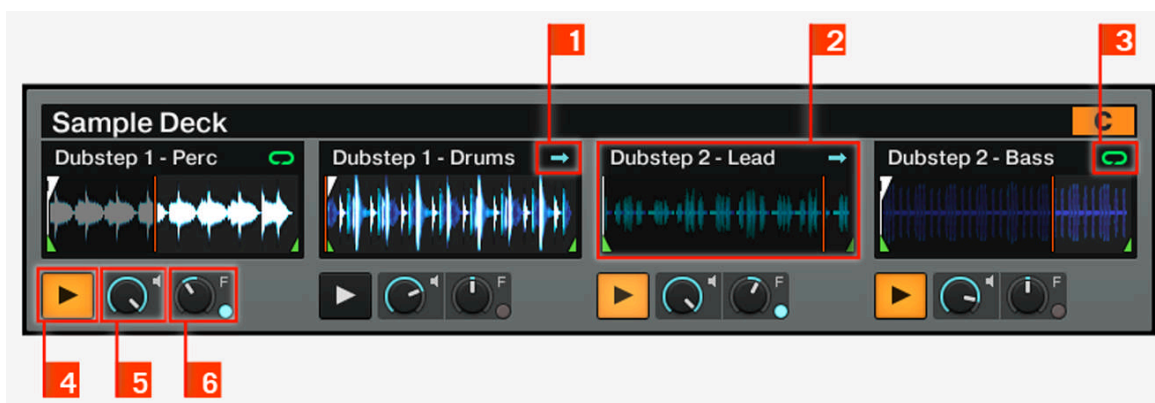 1 2 3
Sample Deck C
Dubstep 1 - Perc Dubstep 1 - Drums Dubstep 2 - Lead Dubstep 2 - Bass
F F F F
4 5 6